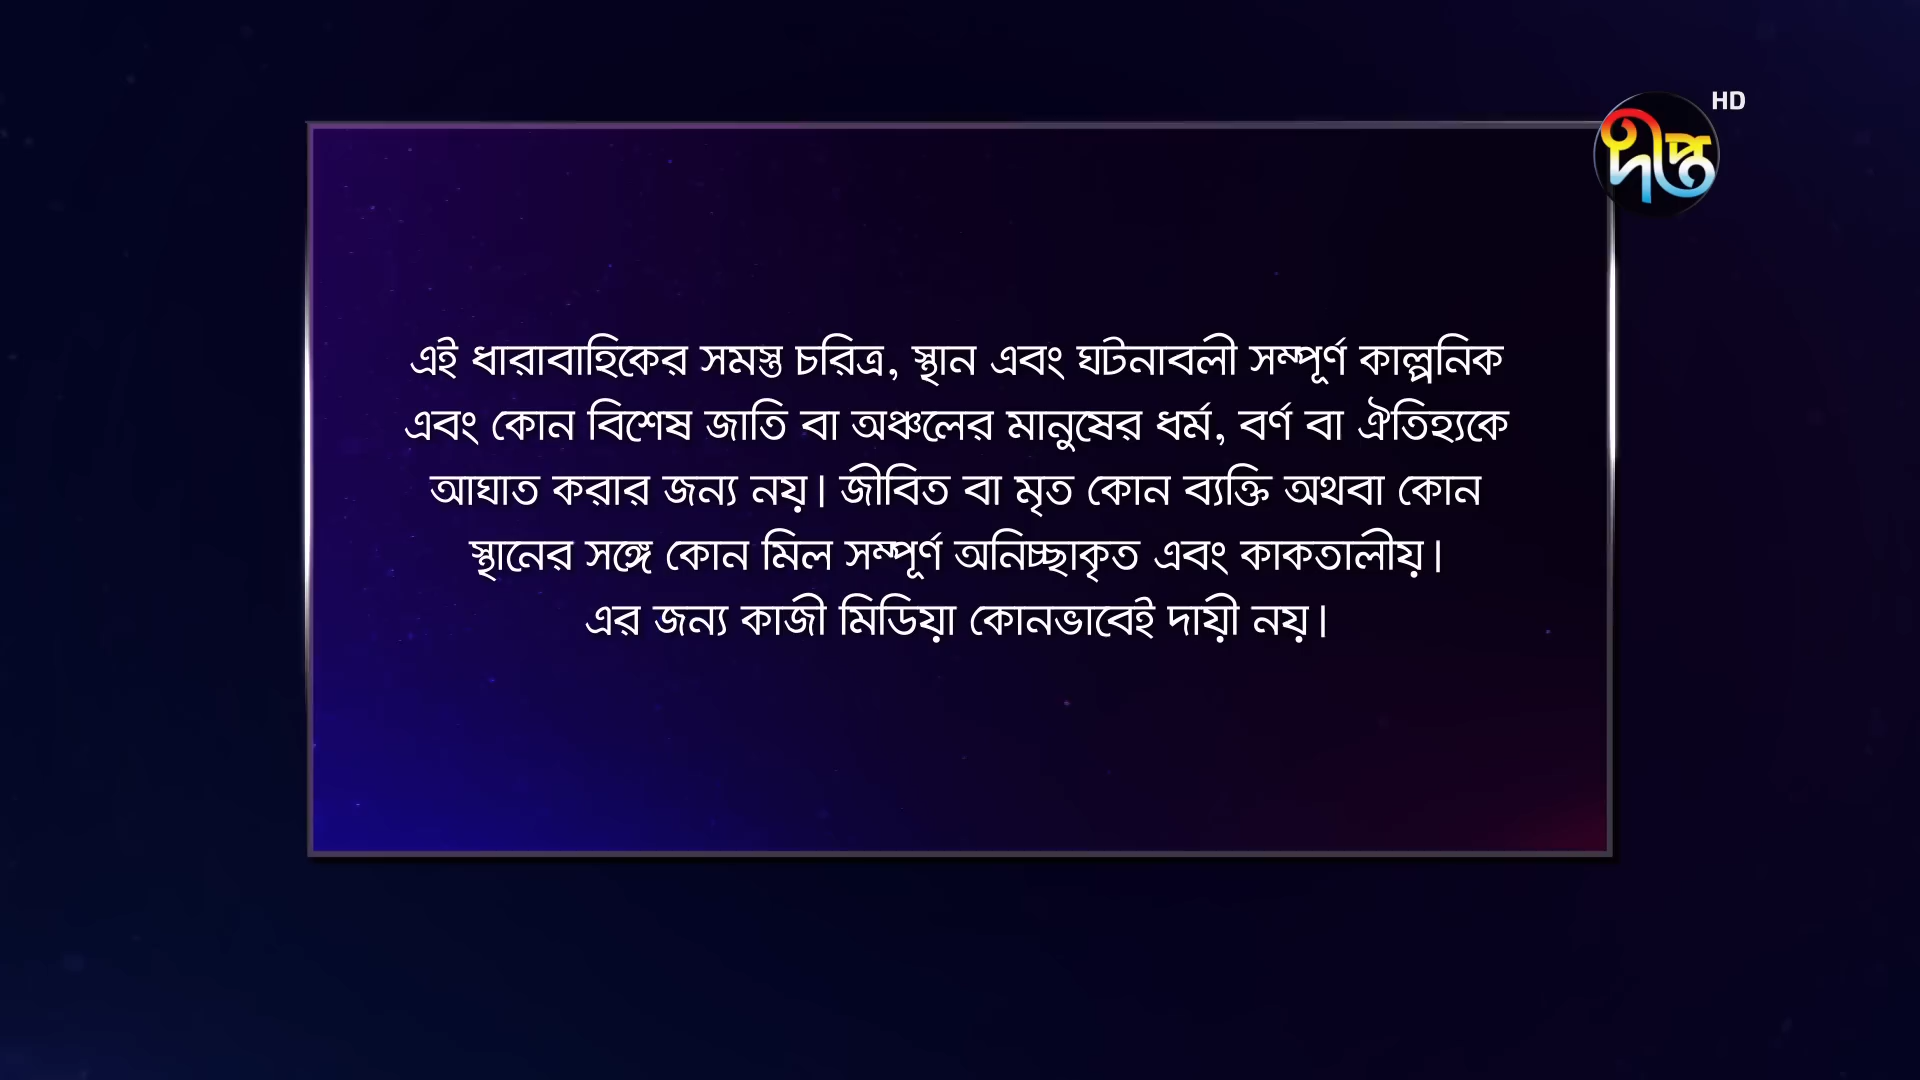 দীপ্ত
HD
এই ধারাবাহিকের সমস্ত চরিত্র, স্থান এবং ঘটনাবলী সম্পূর্ণ কাল্পনিক
এবং কোন বিশেষ জাতি বা অঞ্চলের মানুষের ধর্ম, বর্ণ বা ঐতিহ্যকে
আঘাত করার জন্য নয়। জীবিত বা মৃত কোন ব্যক্তি অথবা কোন
স্থানের সঙ্গে কোন মিল সম্পূর্ণ অনিচ্ছাকৃত এবং কাকতালীয়।
এর জন্য কাজী মিডিয়া কোনভাবেই দায়ী নয়।